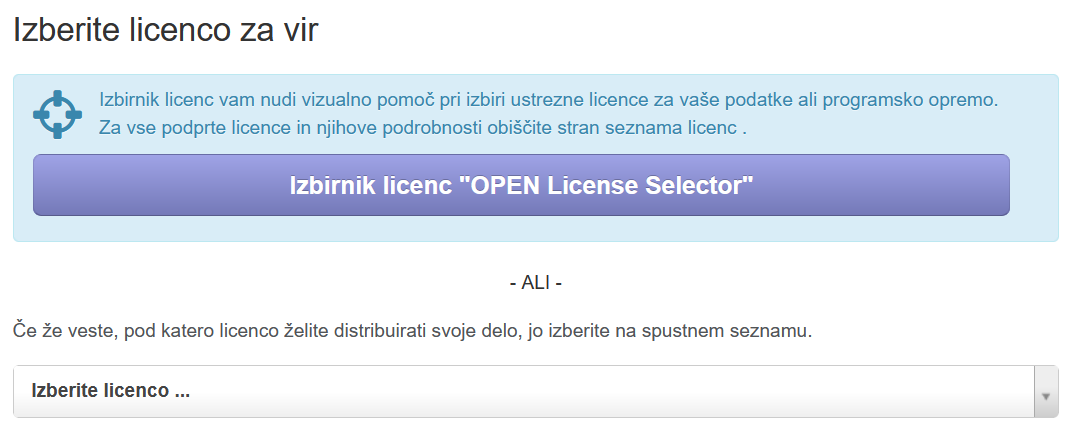 Izberite licenco za vir
Izbirnik licenc vam nudi vizualno pomoč pri izbiri ustrezne licence za vaše podatke ali programsko opremo.
Za vse podprte licence in njihove podrobnosti obiščite stran seznama licenc .
Izbirnik licenc "OPEN License Selector"
- ALI -
Če že veste, pod katero licenco želite distribuirati svoje delo, jo izberite na spustnem seznamu.
Izberite licenco ...